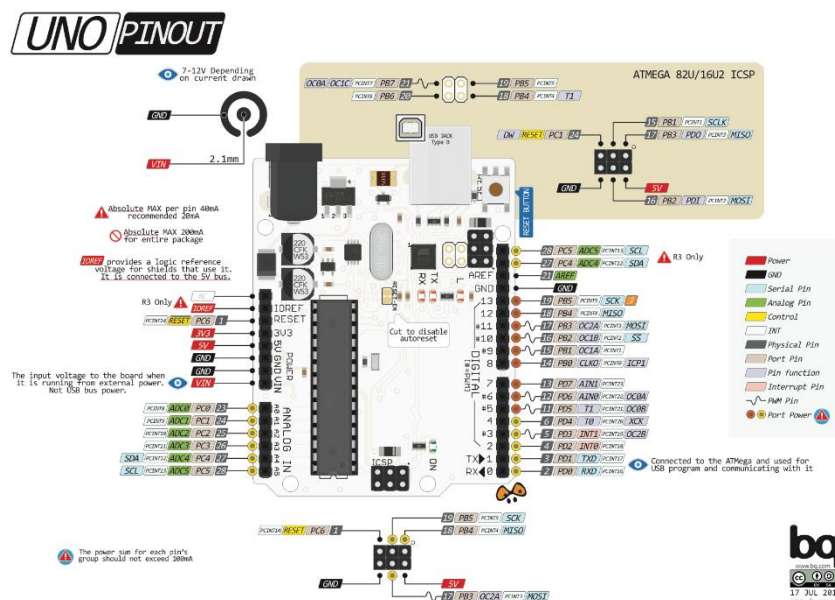 UNO PINOUT
7-12V Depending
on current drawn
GND
VIN
2.1mm
ATMEGA 82U/16U2 ICSP
OC0A OC1C PCINT7 PB7 21
19 PB5 PCINT5
PCINT6 PB6 20
18 PB4 PCINT4 T1
15 PB1 PCINT1 SCLK
DW RESET PC1 24
17 PB3 PDO PCINT3 MISO
GND
5V
16 PB2 PDI PCINT2 MOSI
USB JACK
Type B
RESET BUTTON
Absolute MAX per pin 40mA
recommended 20mA
Absolute MAX 200mA
for entire package
IOREF provides a logic reference
voltage for shields that use it.
It is connected to the 5V bus.
220
CFK
W53
220
CFK
W53
RX
TX
L
RESET-EN
Cut to disable
autoreset
R3 Only
NC
IOREF
PCINT14 RESET PC6 1
3V3
5V
GND
GND
VIN
IOREF
RESET
3V3
5V
GND
VIN
POWER
The input voltage to the board when
it is running from external power.
Not USB bus power.
PCINT8 ADC0 PC0 23 A0
PCINT9 ADC1 PC1 24 A1
PCINT10 ADC2 PC2 25 A2
PCINT11 ADC3 PC3 26 A3
SDA PCINT12 ADC4 PC4 27 A4
SCL PCINT13 ADC5 PC5 28 A5
ANALOG IN
ICSP
ON
28 PC5 ADC5 PCINT13 SCL
27 PC4 ADC4 PCINT12 SDA
R3 Only
AREF 21 AREF
GND GND
13 19 PB5 PCINT5 SCK
12 18 PB4 PCINT4 MISO
*11 17 PB3 OC2A PCINT3 MOSI
*10 16 PB2 OC1B PCINT2 SS
*9 15 PB1 OC1A PCINT1
8 14 PB0 CLKO PCINT0 ICP1
DIGITAL
7 13 PD7 AIN1 PCINT23
*6 12 PD6 AIN0 PCINT22 OC0A
*5 11 PD5 T1 PCINT21 OC0B
4 6 PD4 T0 PCINT20 XCK
*3 5 PD3 INT1 PCINT19 OC2B
2 4 PD2 INT0 PCINT18
TX 1 3 PD1 TXD PCINT17
RX 0 2 PD0 RXD PCINT16
Connected to the ATMega and used for
USB program and communicating with it
Power
GND
Serial Pin
Analog Pin
Control
INT
Physical Pin
Port Pin
Pin function
Interrupt Pin
PWM Pin
Port Power
19 PB5 PCINT5 SCK
PCINT14 RESET PC6 1
18 PB4 PCINT4 MISO
GND
5V
17 PB3 OC2A PCINT3 MOSI
The power sum for each pin's
group should not exceed 100mA
bq
www.bq.com
17 JUL